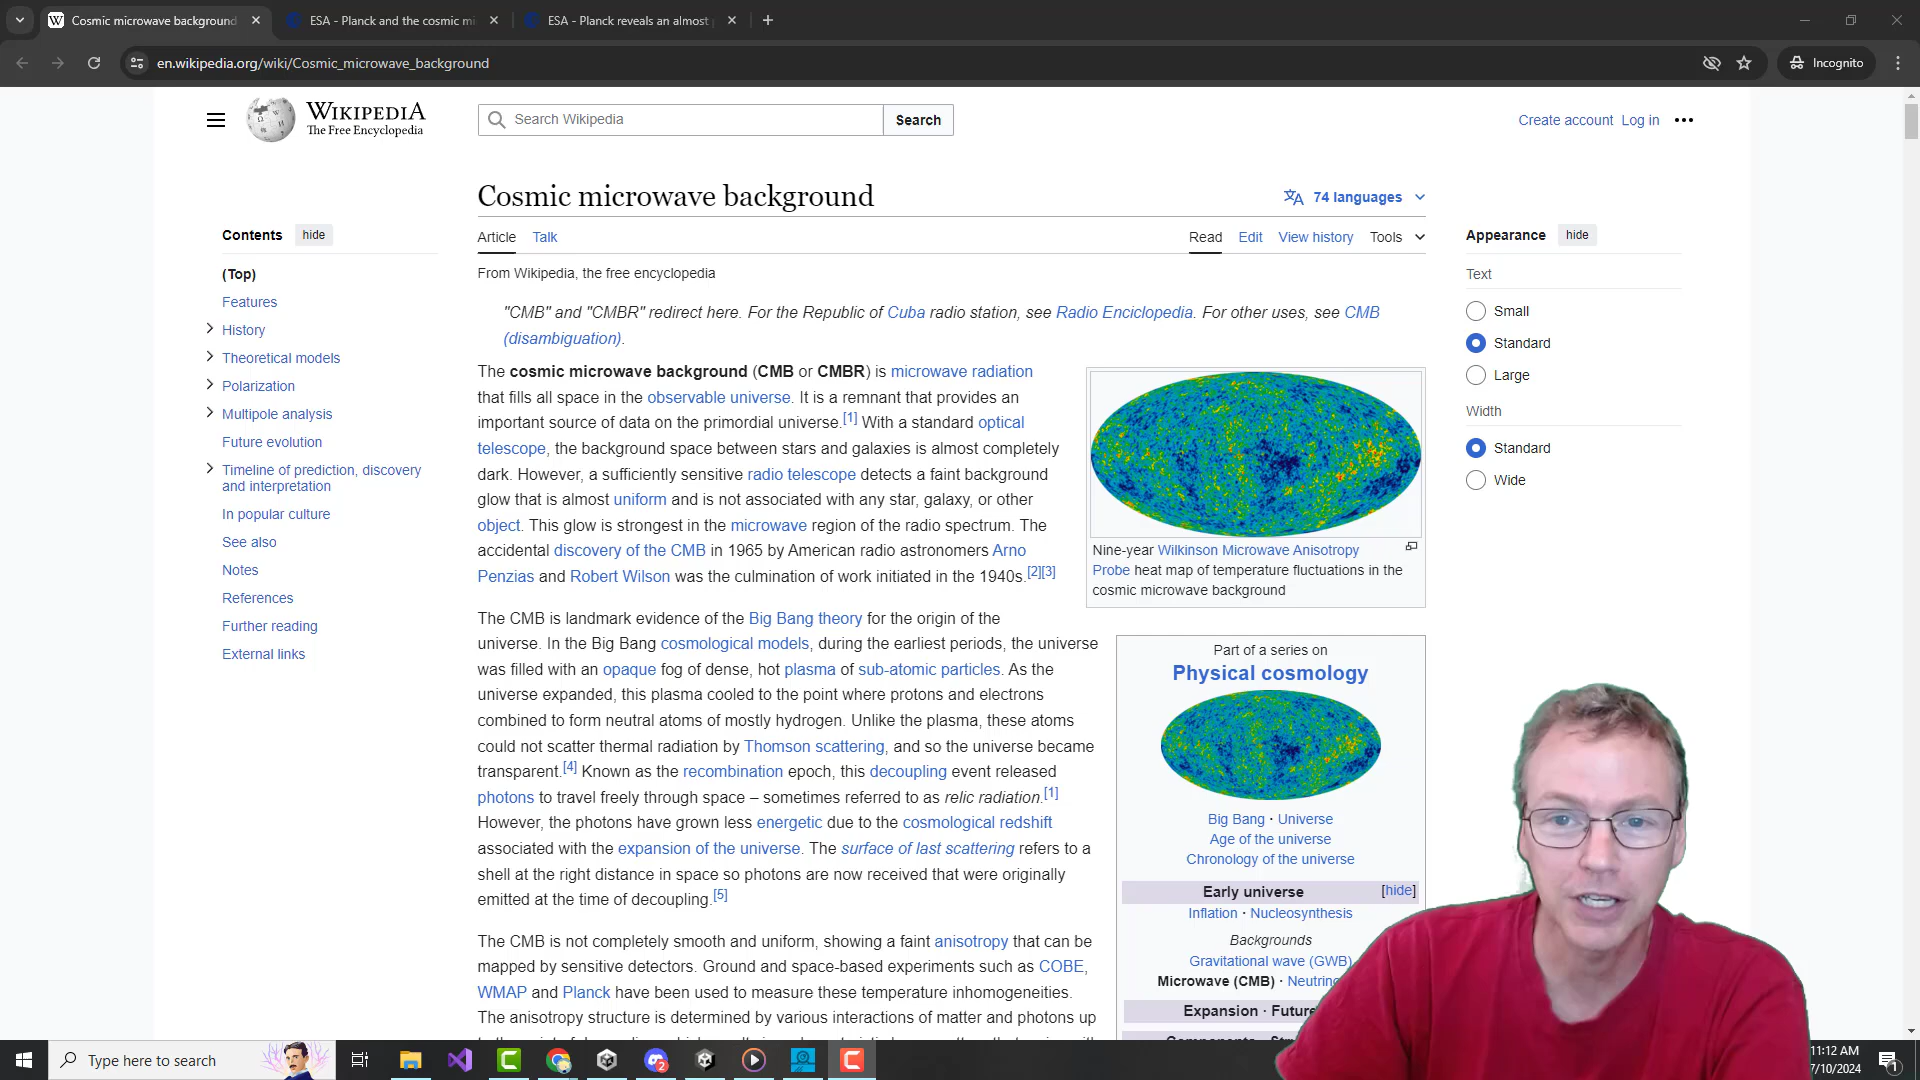 Cosmic microwave background
ESA - Planck and the cosmic mi
ESA - Planck reveals an almost
en.wikipedia.org/wiki/Cosmic_microwave_background
Incognito
WIKIPEDIA
The Free Encyclopedia
Search Wikipedia
Search
Create account Log in
Cosmic microwave background
74 languages
Contents hide
(Top)
Features
History
Theoretical models
Polarization
Multipole analysis
Future evolution
Timeline of prediction, discovery
and interpretation
In popular culture
See also
Notes
References
Further reading
External links
Article Talk
Read Edit View history Tools
From Wikipedia, the free encyclopedia
"CMB" and "CMBR" redirect here. For the Republic of Cuba radio station, see Radio Enciclopedia. For other uses, see CMB
(disambiguation).
The cosmic microwave background (CMB or CMBR) is microwave radiation
that fills all space in the observable universe. It is a remnant that provides an
important source of data on the primordial universe.[1] With a standard optical
telescope, the background space between stars and galaxies is almost completely
dark. However, a sufficiently sensitive radio telescope detects a faint background
glow that is almost uniform and is not associated with any star, galaxy, or other
object. This glow is strongest in the microwave region of the radio spectrum. The
accidental discovery of the CMB in 1965 by American radio astronomers Arno
Penzias and Robert Wilson was the culmination of work initiated in the 1940s.[2][3]
The CMB is landmark evidence of the Big Bang theory for the origin of the
universe. In the Big Bang cosmological models, during the earliest periods, the universe
was filled with an opaque fog of dense, hot plasma of sub-atomic particles. As the
universe expanded, this plasma cooled to the point where protons and electrons
combined to form neutral atoms of mostly hydrogen. Unlike the plasma, these atoms
could not scatter thermal radiation by Thomson scattering, and so the universe became
transparent.[4] Known as the recombination epoch, this decoupling event released
photons to travel freely through space – sometimes referred to as relic radiation.[1]
However, the photons have grown less energetic due to the cosmological redshift
associated with the expansion of the universe. The surface of last scattering refers to a
shell at the right distance in space so photons are now received that were originally
emitted at the time of decoupling.[5]
The CMB is not completely smooth and uniform, showing a faint anisotropy that can be
mapped by sensitive detectors. Ground and space-based experiments such as COBE,
WMAP and Planck have been used to measure these temperature inhomogeneities.
The anisotropy structure is determined by various interactions of matter and photons up
Nine-year Wilkinson Microwave Anisotropy
Probe heat map of temperature fluctuations in the
cosmic microwave background
Part of a series on
Physical cosmology
Big Bang · Universe
Age of the universe
Chronology of the universe
Early universe [hide]
Inflation · Nucleosynthesis
Backgrounds
Gravitational wave (GWB)
Microwave (CMB) · Neutrin
Expansion · Future
Appearance hide
Text
Small
Standard
Large
Width
Standard
Wide
Type here to search
2
11:12 AM
7/10/2024
1